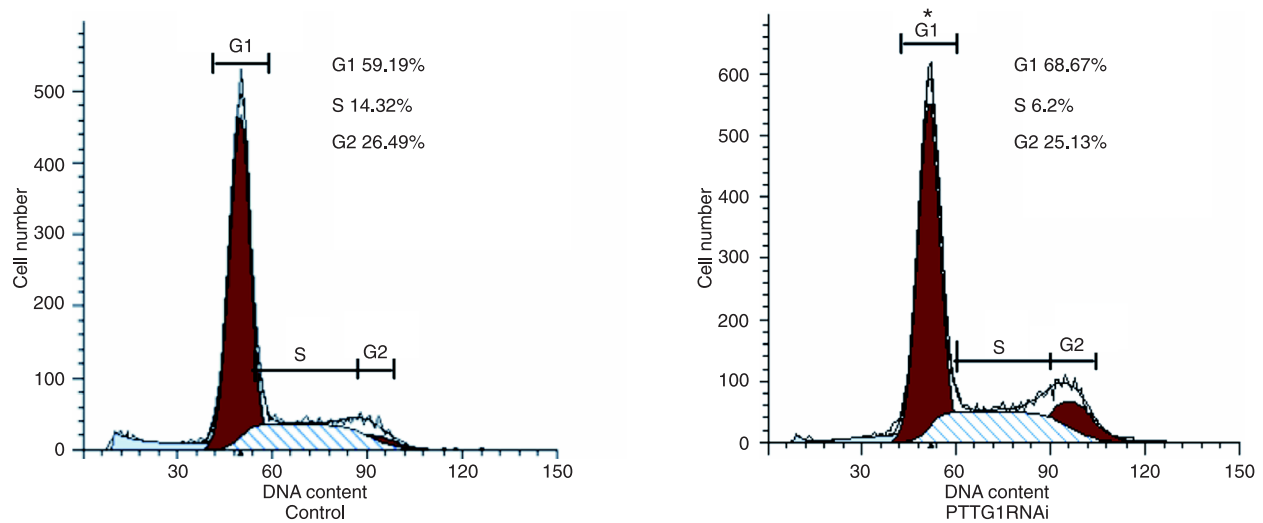 G1
G1 59.19%
S 14.32%
G2 26.49%
500
400
300
200
100
0
Cell number
S
G2
30
60
90
120
150
DNA content
Control
*
G1
G1 68.67%
S 6.2%
G2 25.13%
600
500
400
300
200
100
0
Cell number
S
G2
30
60
90
120
150
DNA content
PTTG1RNAi